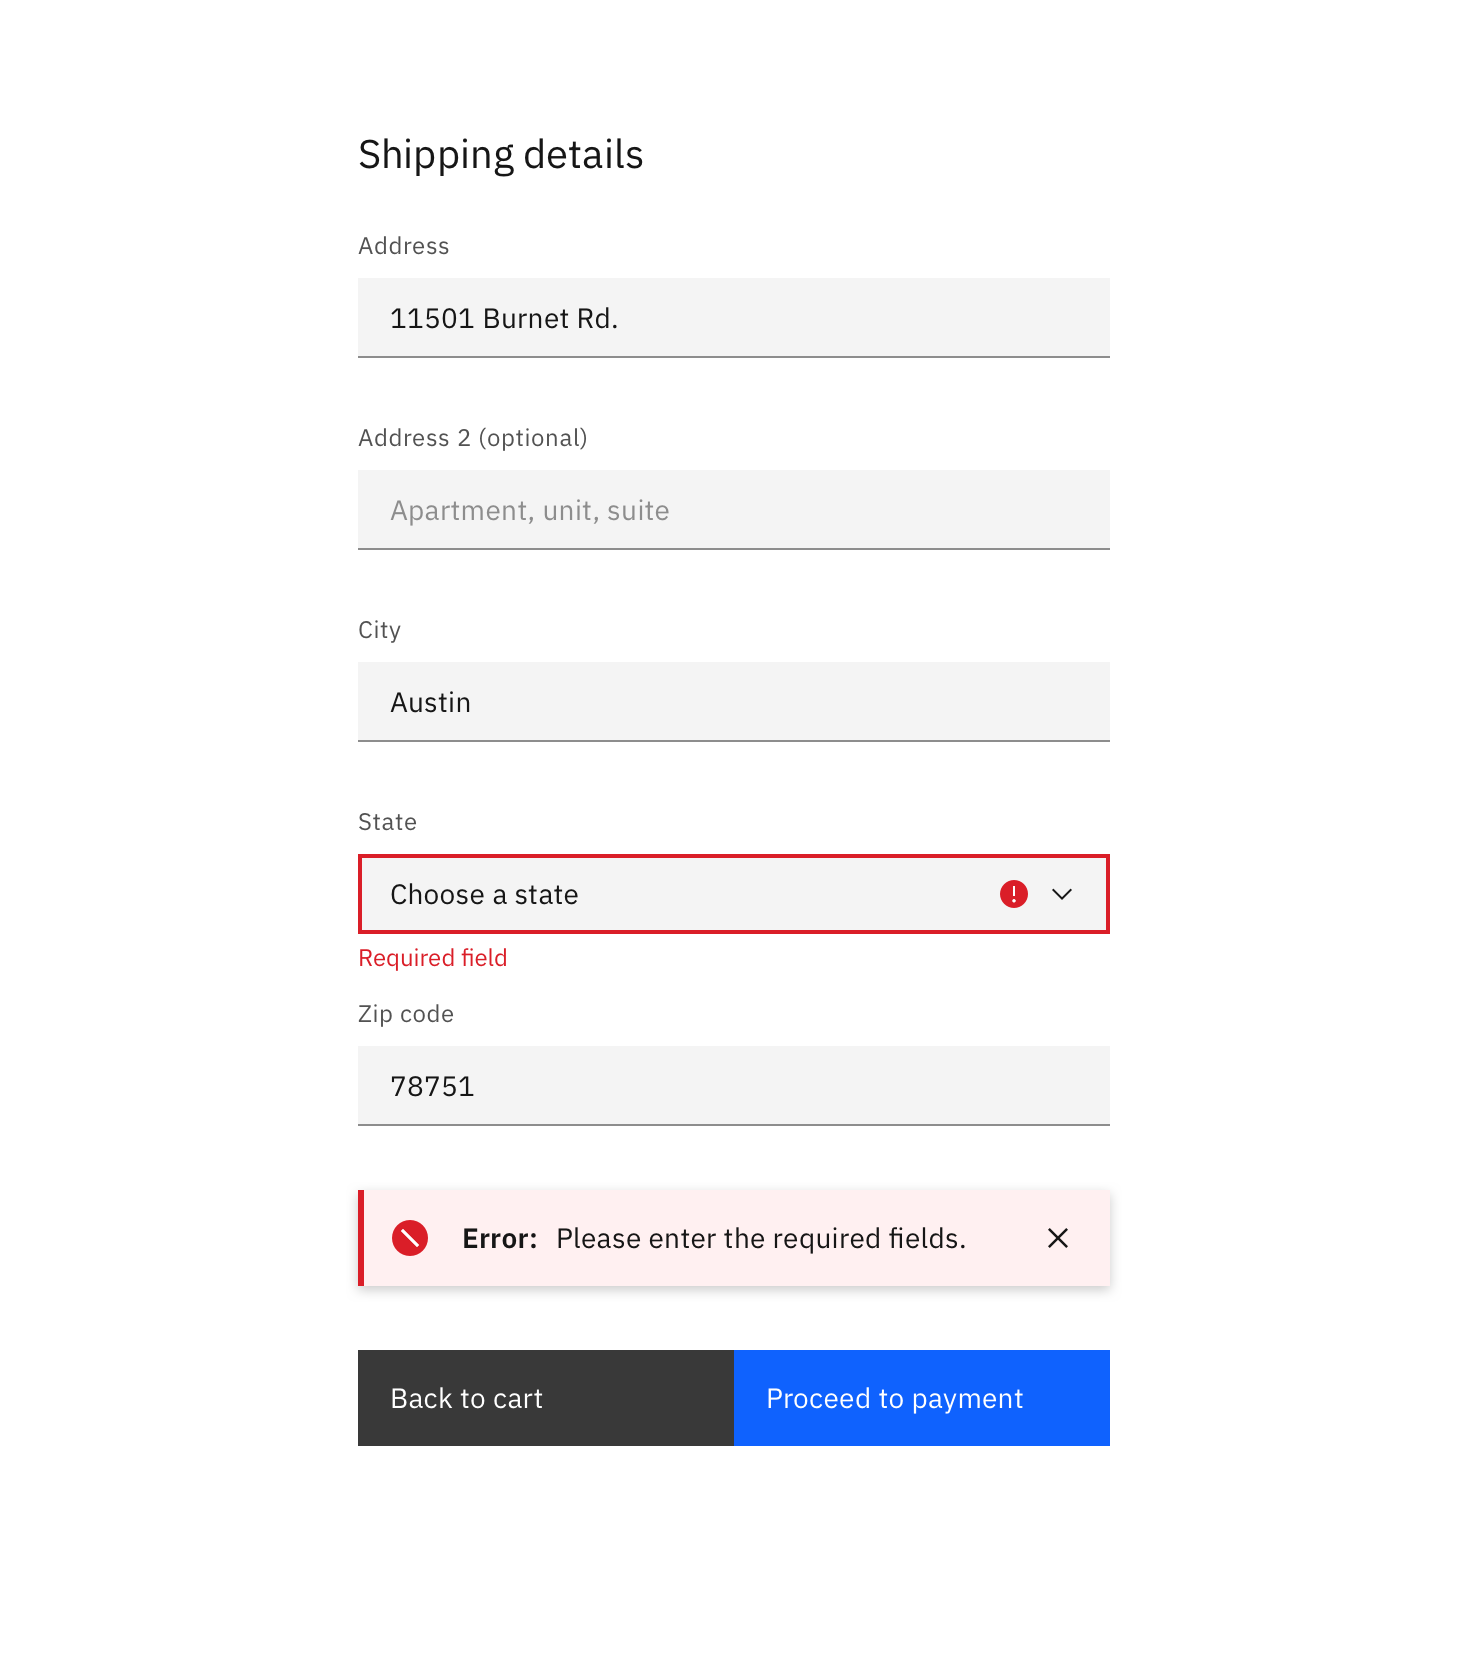 Shipping details
Address
11501 Burnet Rd.
Address 2 (optional)
Apartment, unit, suite
City
Austin
State
Choose a state
Required field
Zip code
78751
Error: Please enter the required fields.
Back to cart
Proceed to payment